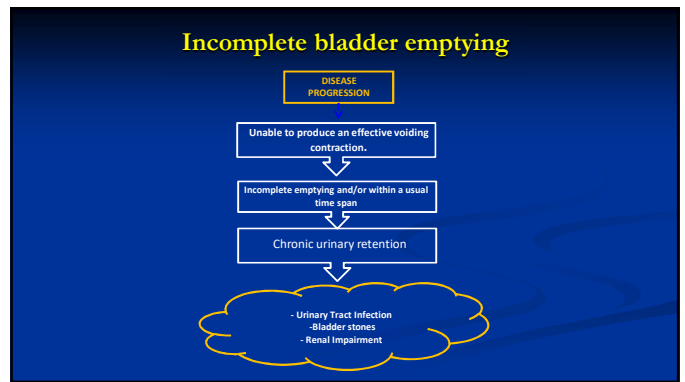 Incomplete bladder emptying
DISEASE
PROGRESSION
Unable to produce an effective voiding
contraction.
Incomplete emptying and/or within a usual
time span
Chronic urinary retention
- Urinary Tract Infection
-Bladder stones
- Renal Impairment